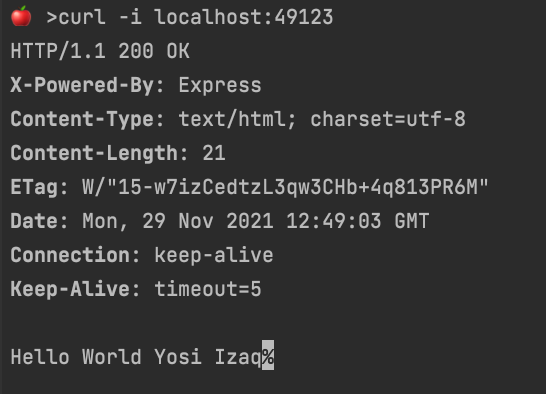 🍎 >curl -i localhost:49123
HTTP/1.1 200 OK
X-Powered-By: Express
Content-Type: text/html; charset=utf-8
Content-Length: 21
ETag: W/"15-w7izCedtzL3qw3CHb+4q813PR6M"
Date: Mon, 29 Nov 2021 12:49:03 GMT
Connection: keep-alive
Keep-Alive: timeout=5
Hello World Yosi Izaq%